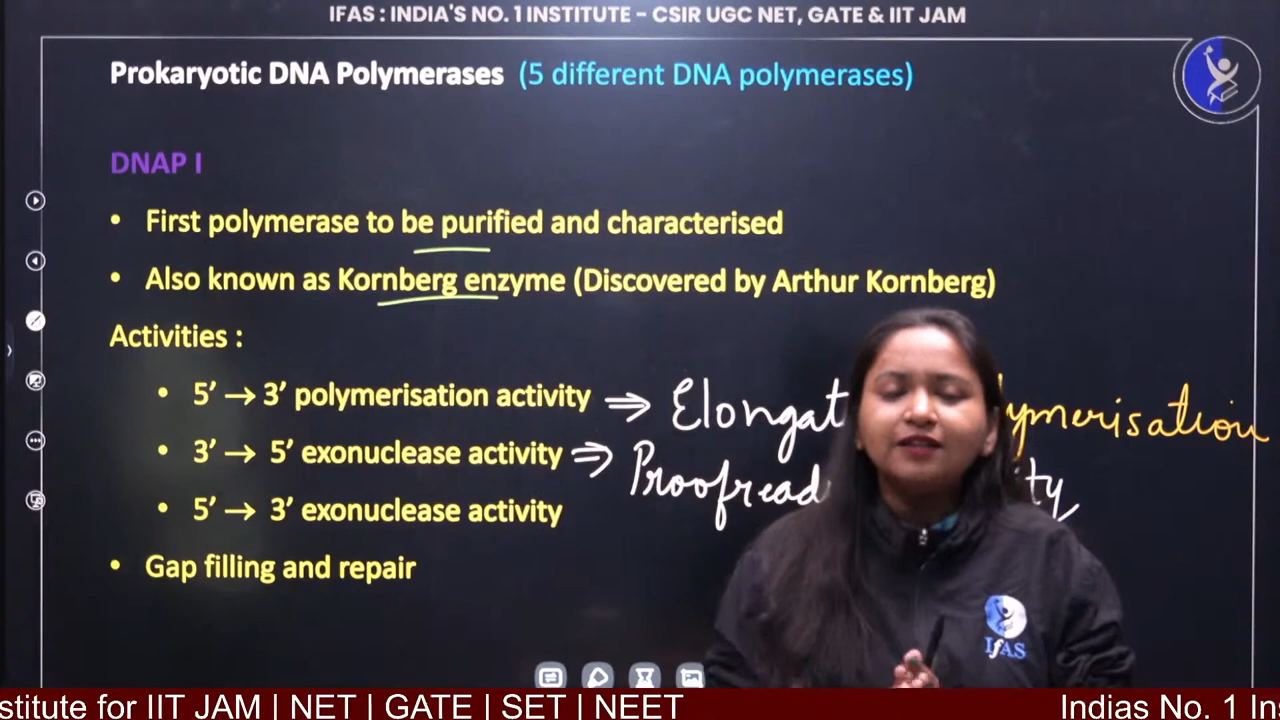 IFAS : INDIA'S NO. 1 INSTITUTE - CSIR UGC NET, GATE & IIT JAM
Prokaryotic DNA Polymerases (5 different DNA polymerases)
DNAP I
• First polymerase to be purified and characterised
• Also known as Kornberg enzyme (Discovered by Arthur Kornberg)
Activities :
• 5' → 3' polymerisation activity ⇒ Elongat ymerisation
• 3' → 5' exonuclease activity ⇒ Proofread ty
• 5' → 3' exonuclease activity
• Gap filling and repair
IfAS
stitute for IIT JAM | NET | GATE | SET | NEET Indias No. 1 Ins